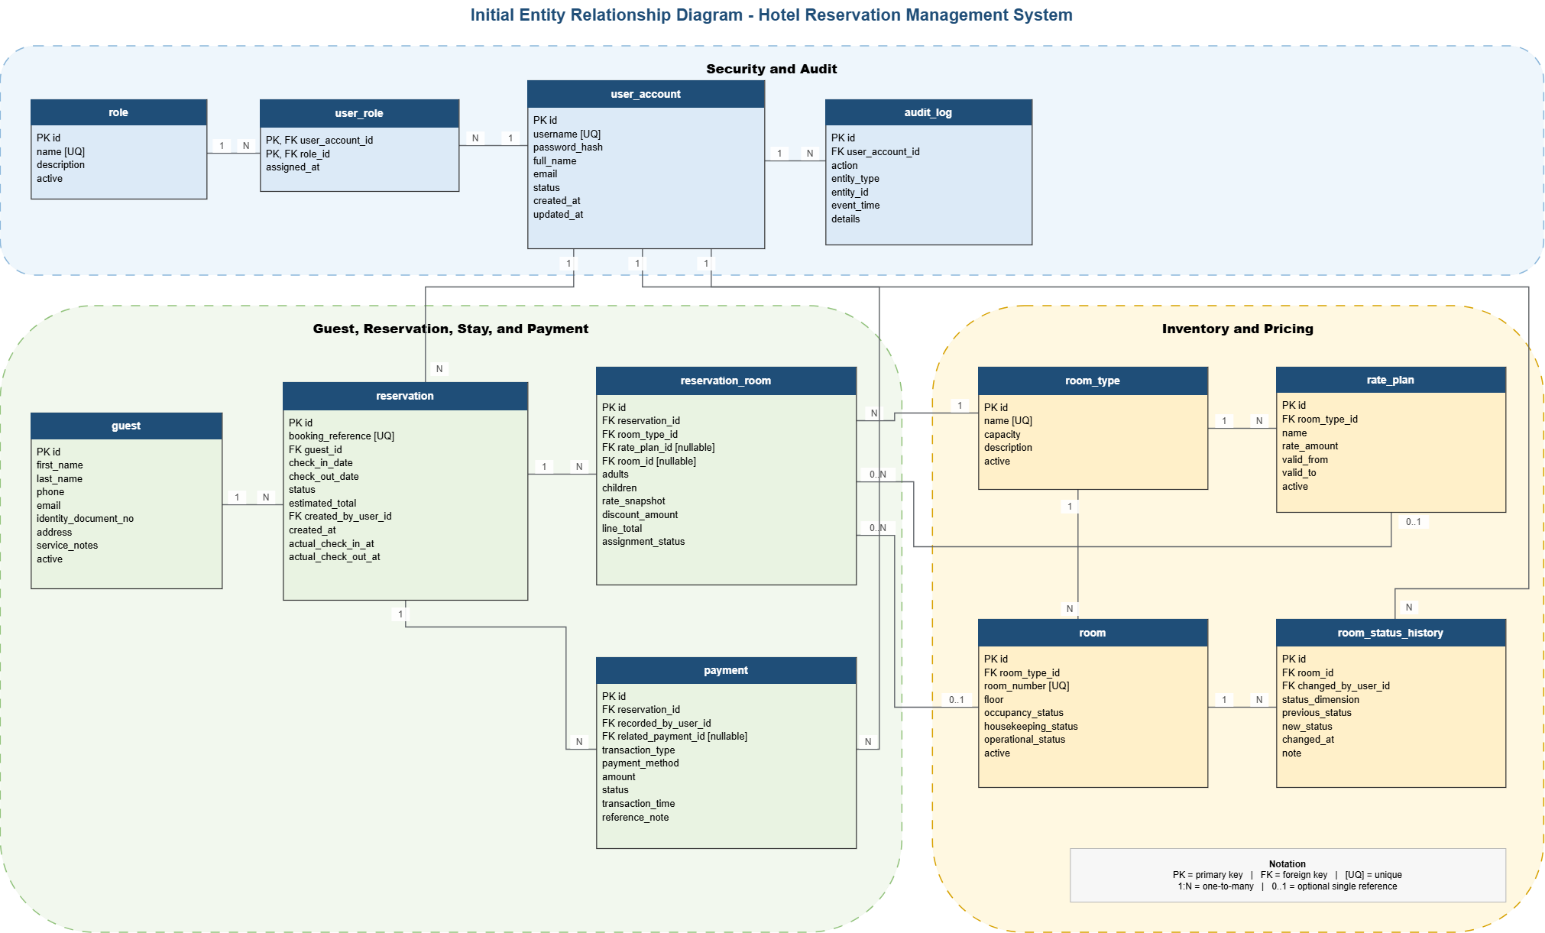 Initial Entity Relationship Diagram - Hotel Reservation Management System
Security and Audit
role
PK id
name [UQ]
description
active
1
N
user_role
PK, FK user_account_id
PK, FK role_id
assigned_at
N
1
user_account
PK id
username [UQ]
password_hash
full_name
email
status
created_at
updated_at
1
N
audit_log
PK id
FK user_account_id
action
entity_type
entity_id
event_time
details
1
1
1
Guest, Reservation, Stay, and Payment
N
guest
PK id
first_name
last_name
phone
email
identity_document_no
address
service_notes
active
1
N
reservation
PK id
booking_reference [UQ]
FK guest_id
check_in_date
check_out_date
status
estimated_total
FK created_by_user_id
created_at
actual_check_in_at
actual_check_out_at
1
N
1
reservation_room
PK id
FK reservation_id
FK room_type_id
FK rate_plan_id [nullable]
FK room_id [nullable]
adults
children
rate_snapshot
discount_amount
line_total
assignment_status
N
0..N
0..N
payment
PK id
FK reservation_id
FK recorded_by_user_id
FK related_payment_id [nullable]
transaction_type
payment_method
amount
status
transaction_time
reference_note
N
N
Inventory and Pricing
1
room_type
PK id
name [UQ]
capacity
description
active
1
N
1
rate_plan
PK id
FK room_type_id
name
rate_amount
valid_from
valid_to
active
0..1
N
N
0..1
room
PK id
FK room_type_id
room_number [UQ]
floor
occupancy_status
housekeeping_status
operational_status
active
1
N
room_status_history
PK id
FK room_id
FK changed_by_user_id
status_dimension
previous_status
new_status
changed_at
note
Notation
PK = primary key | FK = foreign key | [UQ] = unique
1:N = one-to-many | 0..1 = optional single reference